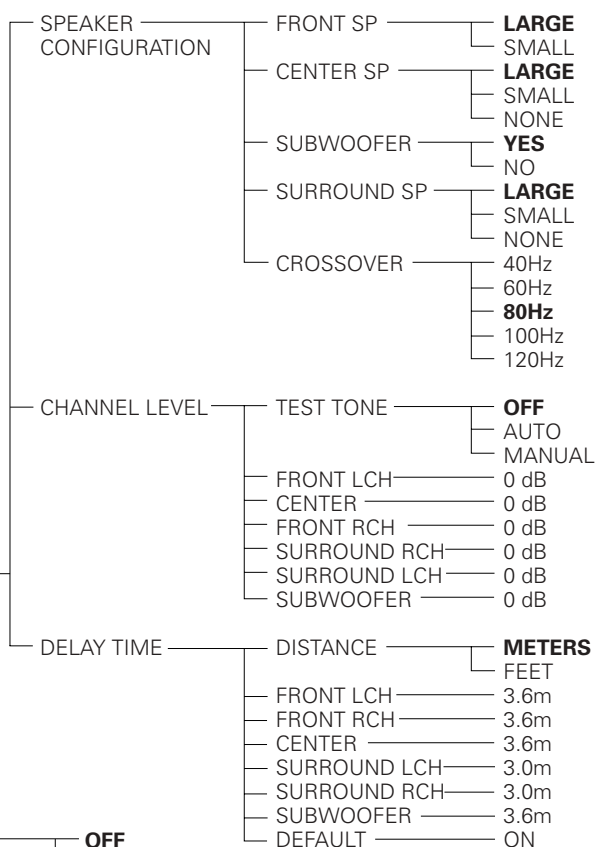 SPEAKER FRONT SP LARGE
CONFIGURATION SMALL
CENTER SP LARGE
SMALL
NONE
SUBWOOFER YES
NO
SURROUND SP LARGE
SMALL
NONE
CROSSOVER 40Hz
60Hz
80Hz
100Hz
120Hz
CHANNEL LEVEL TEST TONE OFF
AUTO
MANUAL
FRONT LCH 0 dB
CENTER 0 dB
FRONT RCH 0 dB
SURROUND RCH 0 dB
SURROUND LCH 0 dB
SUBWOOFER 0 dB
DELAY TIME DISTANCE METERS
FEET
FRONT LCH 3.6m
FRONT RCH 3.6m
CENTER 3.6m
SURROUND LCH 3.0m
SURROUND RCH 3.0m
SUBWOOFER 3.6m
OFF DEFAULT ON